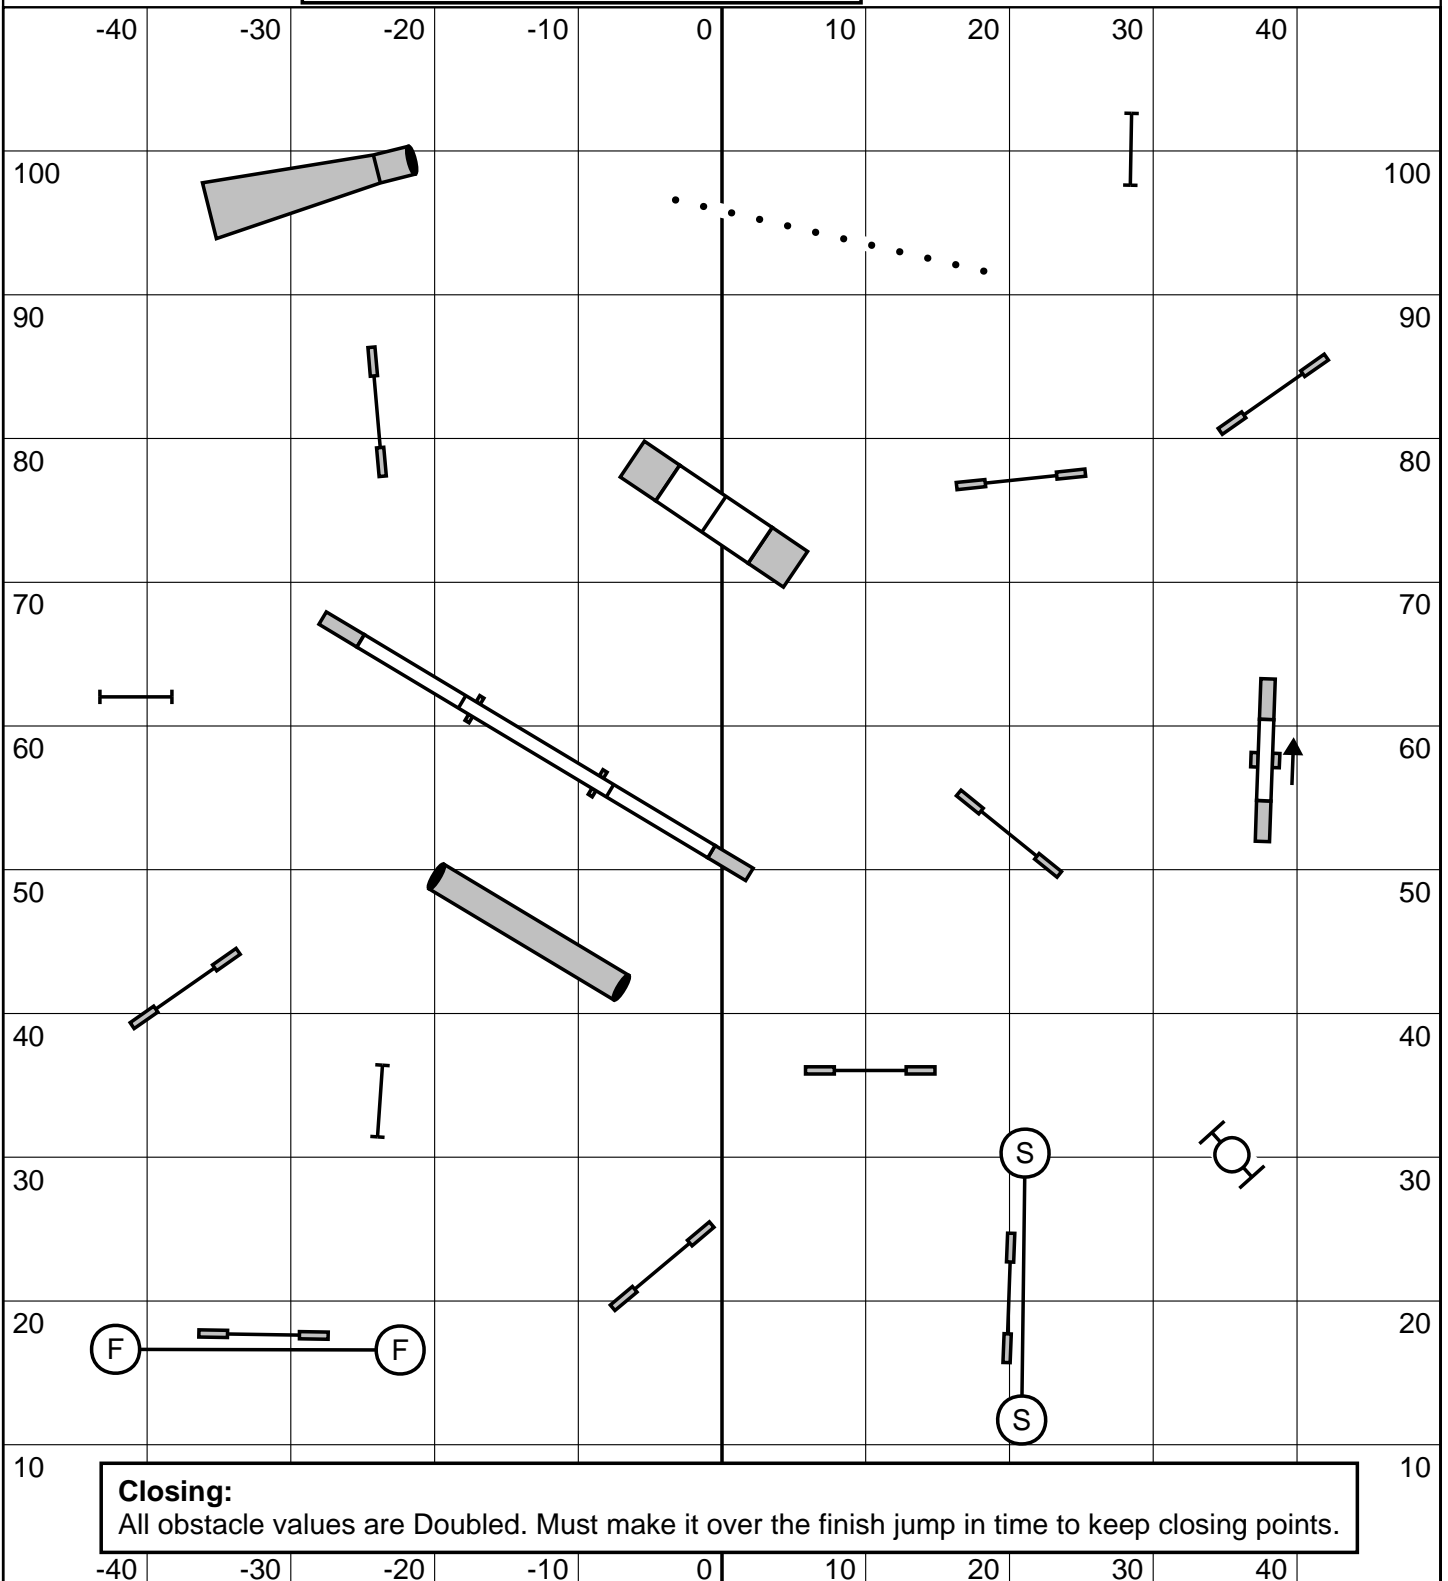 -40 -30 -20 -10 0 10 20 30 40
100 100
90 90
80 80
70 70
60 60
50 50
40 40
S
30 30
20 20
F F
S
10 10
Closing:
All obstacle values are Doubled. Must make it over the finish jump in time to keep closing points.
-40 -30 -20 -10 0 10 20 30 40